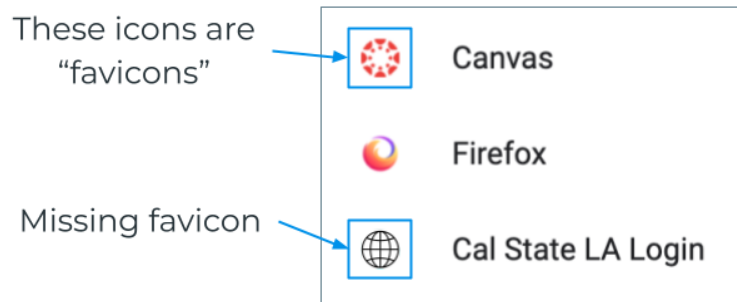 These icons are
“favicons”
Canvas
Firefox
Missing favicon
Cal State LA Login